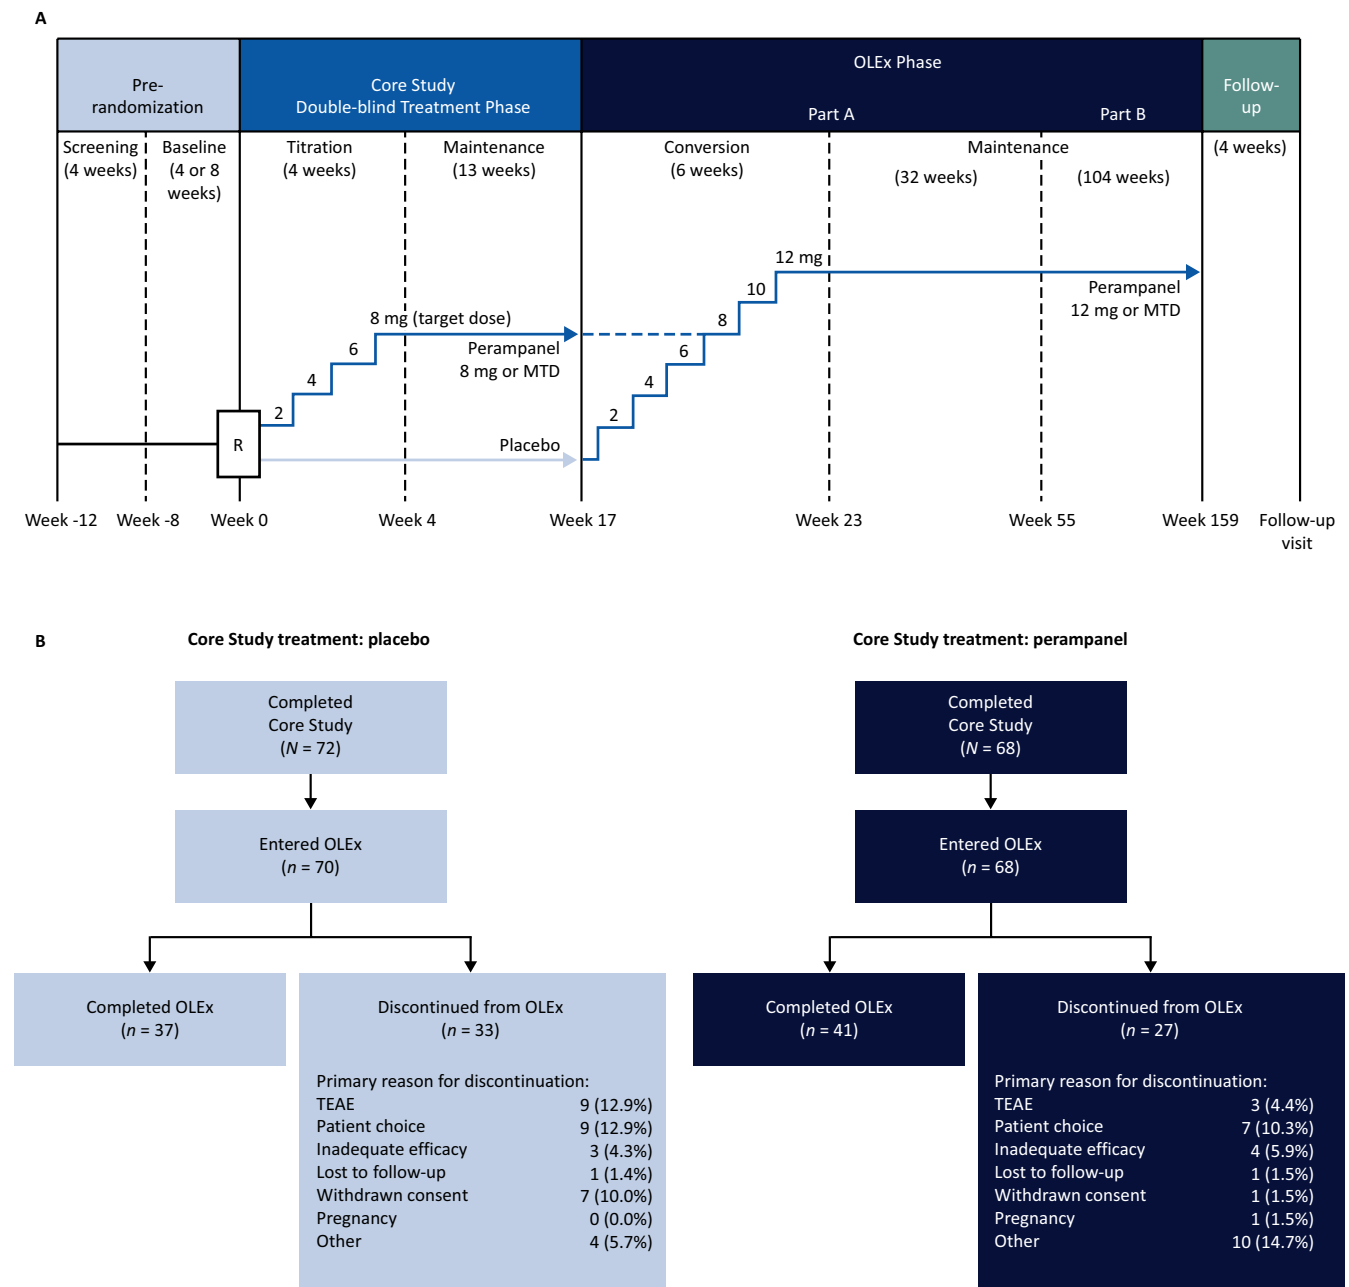 A
Pre-
randomization
Core Study
Double-blind Treatment Phase
OLEx Phase
Part A
Part B
Follow-
up
Screening
(4 weeks)
Baseline
(4 or 8
weeks)
Titration
(4 weeks)
Maintenance
(13 weeks)
Conversion
(6 weeks)
Maintenance
(32 weeks)
(104 weeks)
(4 weeks)
R
2
4
6
8 mg (target dose)
Perampanel
8 mg or MTD
Placebo
2
4
6
8
10
12 mg
Perampanel
12 mg or MTD
Week -12
Week -8
Week 0
Week 4
Week 17
Week 23
Week 55
Week 159
Follow-up
visit
B
Core Study treatment: placebo
Completed
Core Study
(N = 72)
Entered OLEx
(n = 70)
Completed OLEx
(n = 37)
Discontinued from OLEx
(n = 33)
Primary reason for discontinuation:
TEAE 9 (12.9%)
Patient choice 9 (12.9%)
Inadequate efficacy 3 (4.3%)
Lost to follow-up 1 (1.4%)
Withdrawn consent 7 (10.0%)
Pregnancy 0 (0.0%)
Other 4 (5.7%)
Core Study treatment: perampanel
Completed
Core Study
(N = 68)
Entered OLEx
(n = 68)
Completed OLEx
(n = 41)
Discontinued from OLEx
(n = 27)
Primary reason for discontinuation:
TEAE 3 (4.4%)
Patient choice 7 (10.3%)
Inadequate efficacy 4 (5.9%)
Lost to follow-up 1 (1.5%)
Withdrawn consent 1 (1.5%)
Pregnancy 1 (1.5%)
Other 10 (14.7%)